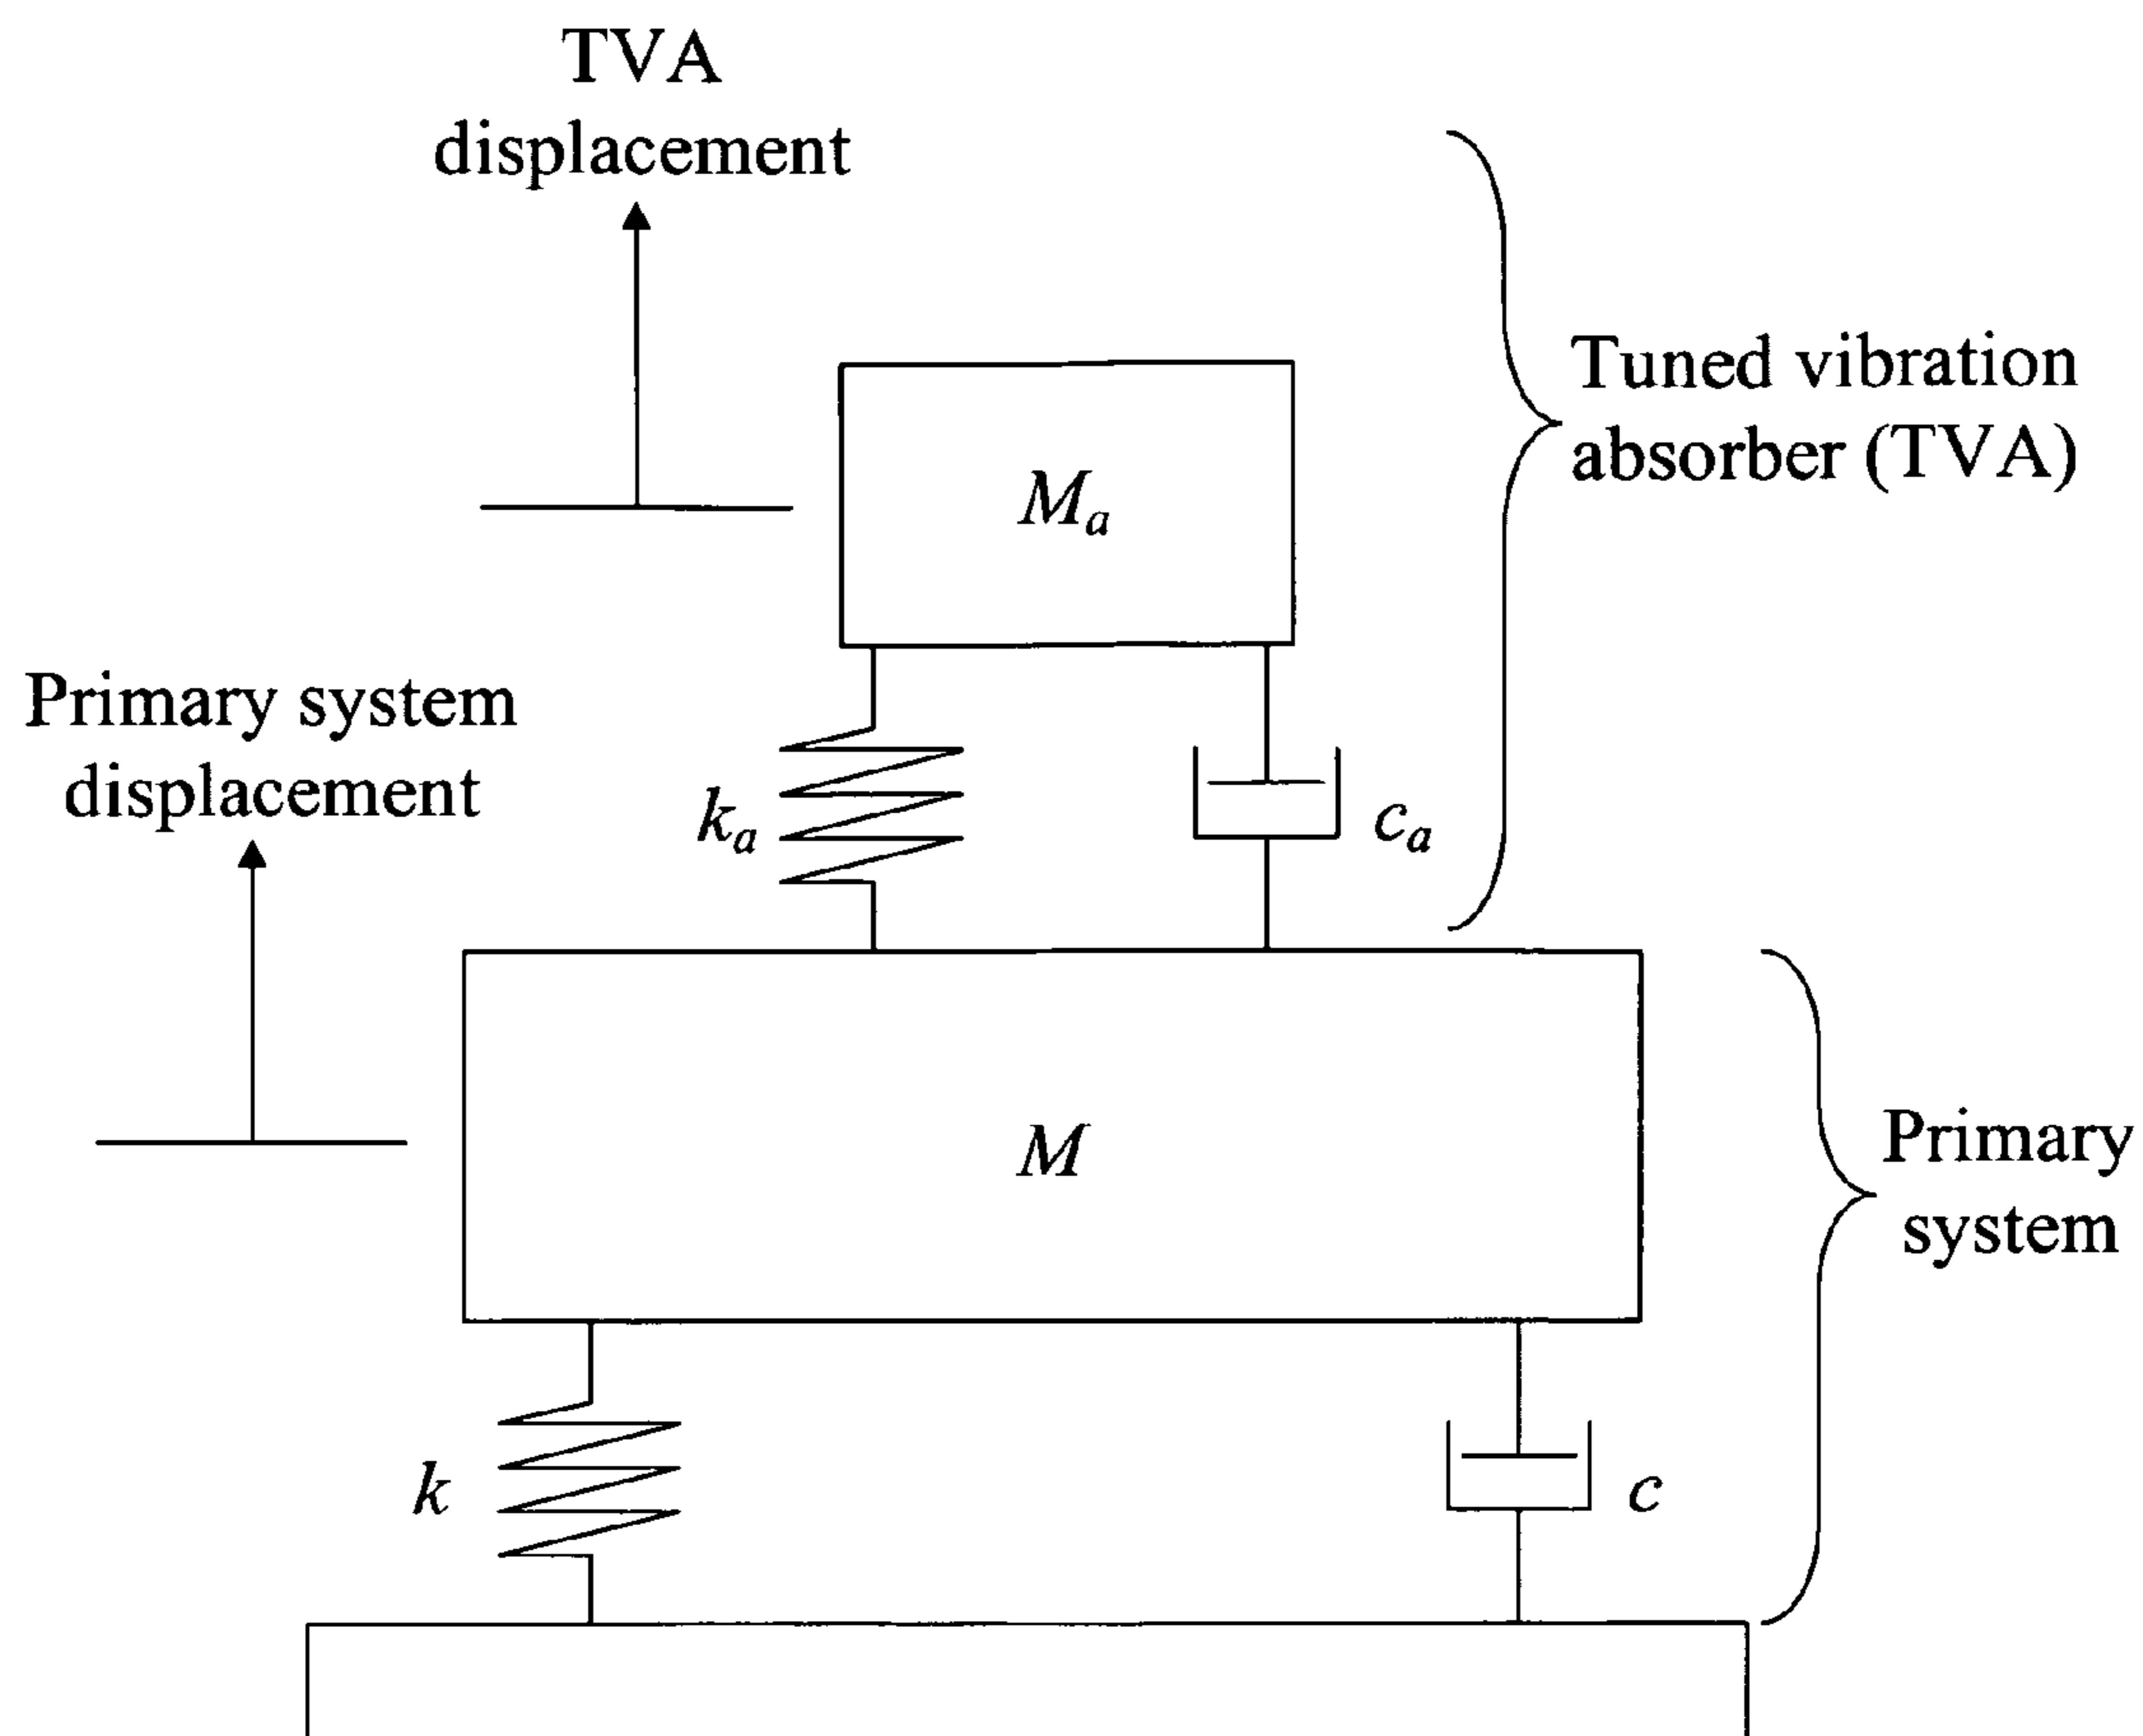 TVA
displacement
Tuned vibration
absorber (TVA)
Mₐ
Primary system
displacement
kₐ
cₐ
M
Primary
system
k
c